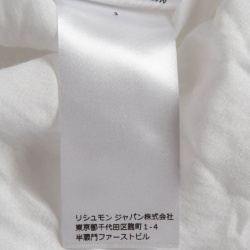 リシュモン ジャパン株式会社
東京都千代田区麹町1-4
半蔵門ファーストビル